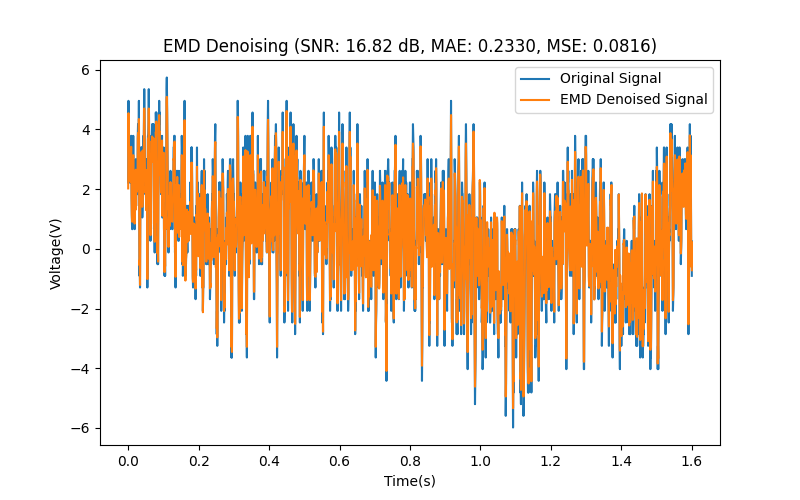 EMD Denoising (SNR: 16.82 dB, MAE: 0.2330, MSE: 0.0816)
Original Signal
EMD Denoised Signal
6
4
2
0
−2
−4
−6
Voltage(V)
0.0 0.2 0.4 0.6 0.8 1.0 1.2 1.4 1.6
Time(s)